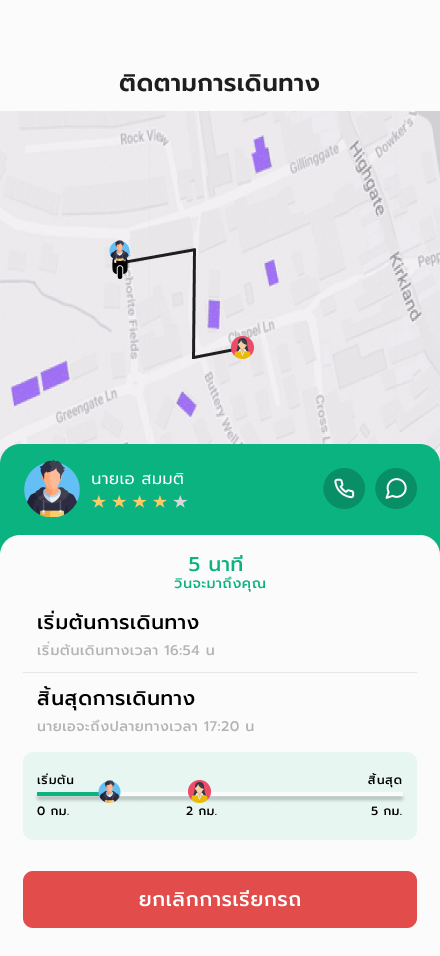 ติดตามการเดินทาง
Rock View
Gillinggate
Highgate
Dowker's
Kirkland
Chapel Ln
Greengate Ln
Buttery Well
Cross L
นายเอ สมมติ
5 นาที
วินจะมาถึงคุณ
เริ่มต้นการเดินทาง
เริ่มต้นเดินทางเวลา 16:54 น
สิ้นสุดการเดินทาง
นายเอจะถึงปลายทางเวลา 17:20 น
เริ่มต้น สิ้นสุด
0 กม. 2 กม. 5 กม.
ยกเลิกการเรียกรถ